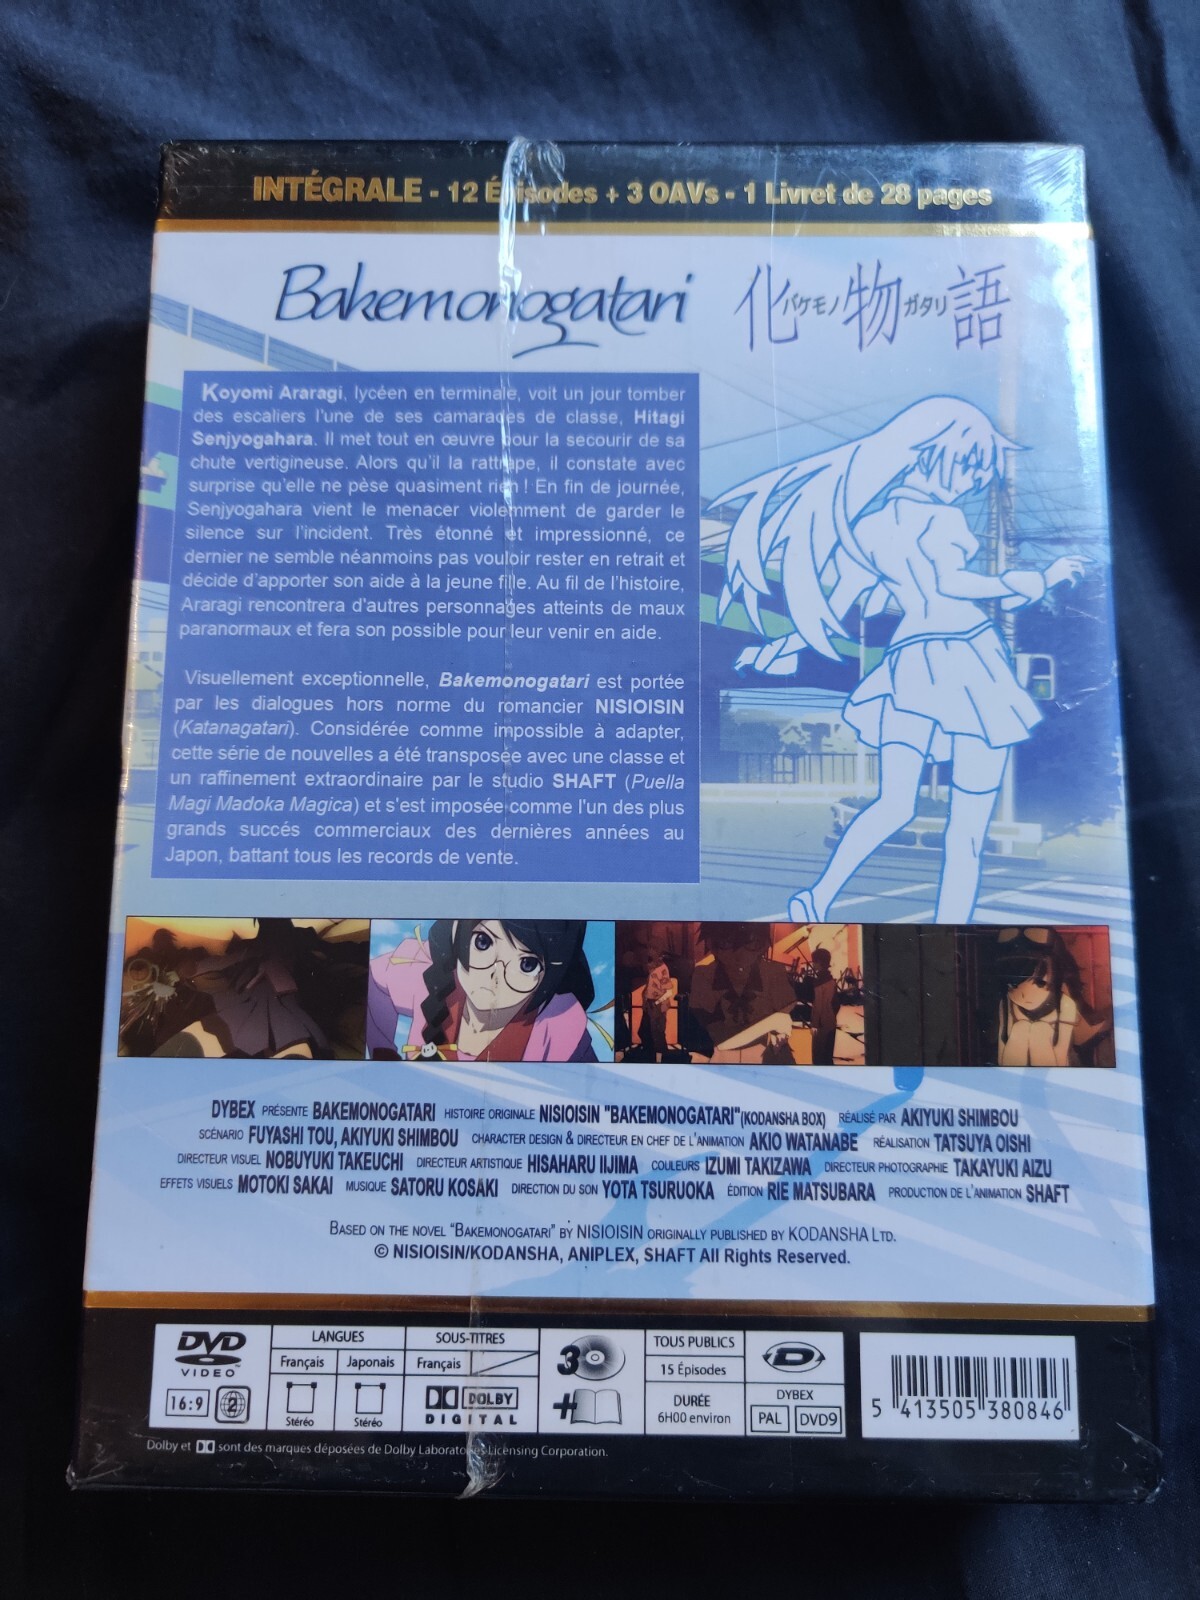 INTÉGRALE - 12 Épisodes + 3 OAVs - 1 Livret de 28 pages
Bakemonogatari 化バケモノ物ガタリ語
Koyomi Araragi, lycéen en terminale, voit un jour tomber
des escaliers l'une de ses camarades de classe, Hitagi
Senjyogahara. Il met tout en œuvre pour la secourir de sa
chute vertigineuse. Alors qu'il la rattrape, il constate avec
surprise qu'elle ne pèse quasiment rien ! En fin de journée,
Senjyogahara vient le menacer violemment de garder le
silence sur l'incident. Très étonné et impressionné, ce
dernier ne semble néanmoins pas vouloir rester en retrait et
décide d'apporter son aide à la jeune fille. Au fil de l'histoire,
Araragi rencontrera d'autres personnages atteints de maux
paranormaux et fera son possible pour leur venir en aide.
Visuellement exceptionnelle, Bakemonogatari est portée
par les dialogues hors norme du romancier NISIOISIN
(Katanagatari). Considérée comme impossible à adapter,
cette série de nouvelles a été transposée avec une classe et
un raffinement extraordinaire par le studio SHAFT (Puella
Magi Madoka Magica) et s'est imposée comme l'un des plus
grands succés commerciaux des dernières années au
Japon, battant tous les records de vente.
DYBEX PRÉSENTE BAKEMONOGATARI HISTOIRE ORIGINALE NISIOISIN "BAKEMONOGATARI"(KODANSHA BOX) RÉALISÉ PAR AKIYUKI SHIMBOU
SCÉNARIO FUYASHI TOU, AKIYUKI SHIMBOU CHARACTER DESIGN & DIRECTEUR EN CHEF DE L'ANIMATION AKIO WATANABE RÉALISATION TATSUYA OISHI
DIRECTEUR VISUEL NOBUYUKI TAKEUCHI DIRECTEUR ARTISTIQUE HISAHARU IIJIMA COULEURS IZUMI TAKIZAWA DIRECTEUR PHOTOGRAPHIE TAKAYUKI AIZU
EFFETS VISUELS MOTOKI SAKAI MUSIQUE SATORU KOSAKI DIRECTION DU SON YOTA TSURUOKA ÉDITION RIE MATSUBARA PRODUCTION DE L'ANIMATION SHAFT
BASED ON THE NOVEL "BAKEMONOGATARI" BY NISIOISIN ORIGINALLY PUBLISHED BY KODANSHA LTD.
© NISIOISIN/KODANSHA, ANIPLEX, SHAFT All Rights Reserved.
DVD VIDEO
16:9 2
LANGUES
Français Japonais
Stéréo Stéréo
SOUS-TITRES
Français
DOLBY
DIGITAL
3
+
TOUS PUBLICS
15 Épisodes
DURÉE
6H00 environ
D
DYBEX
PAL DVD9
5 413505 380846
Dolby et sont des marques déposées de Dolby Laboratories Licensing Corporation.